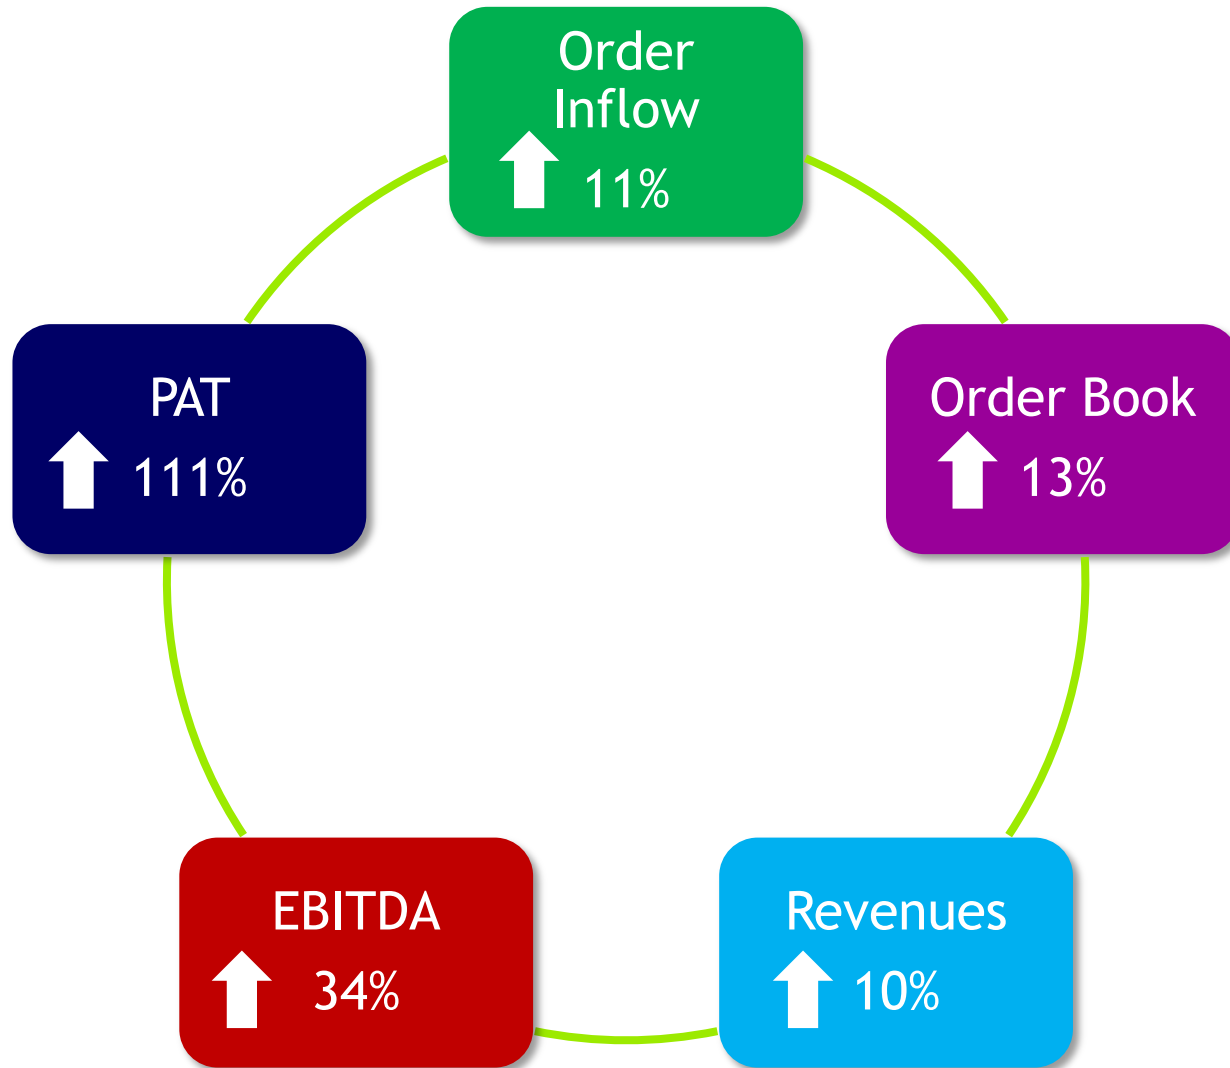 Order
Inflow
11%
Order Book
13%
Revenues
10%
EBITDA
34%
PAT
111%